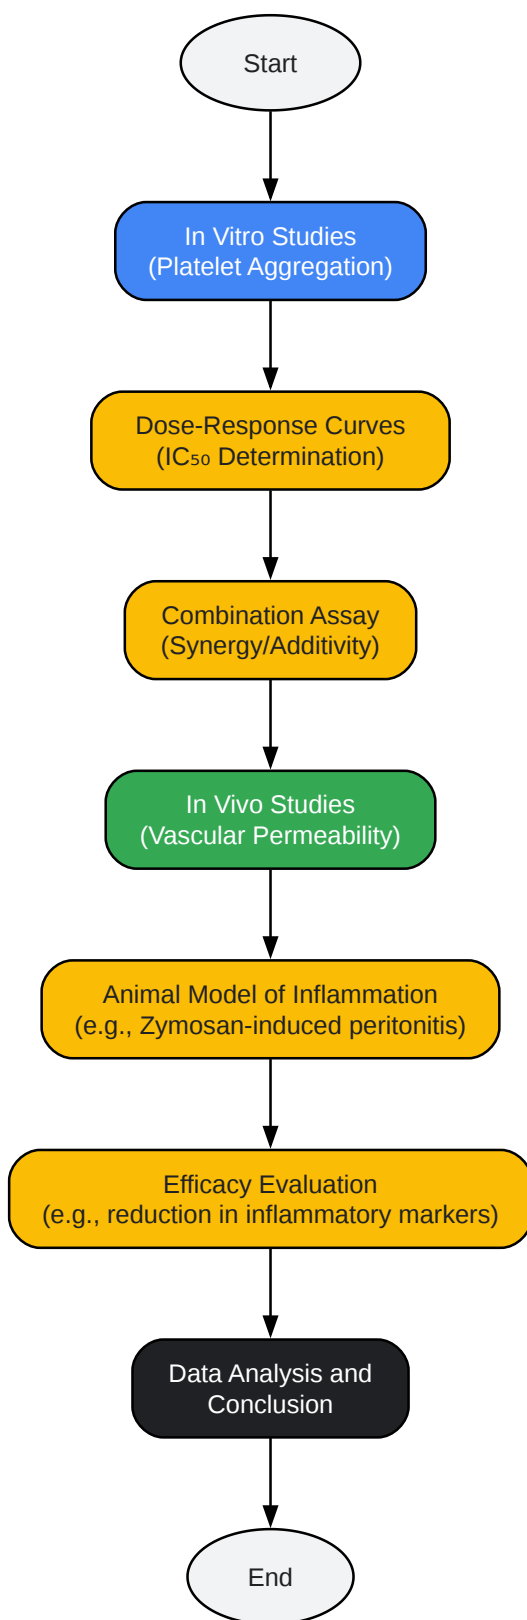 Start
In Vitro Studies
(Platelet Aggregation)
Dose-Response Curves
(IC₅₀ Determination)
Combination Assay
(Synergy/Additivity)
In Vivo Studies
(Vascular Permeability)
Animal Model of Inflammation
(e.g., Zymosan-induced peritonitis)
Efficacy Evaluation
(e.g., reduction in inflammatory markers)
Data Analysis and
Conclusion
End